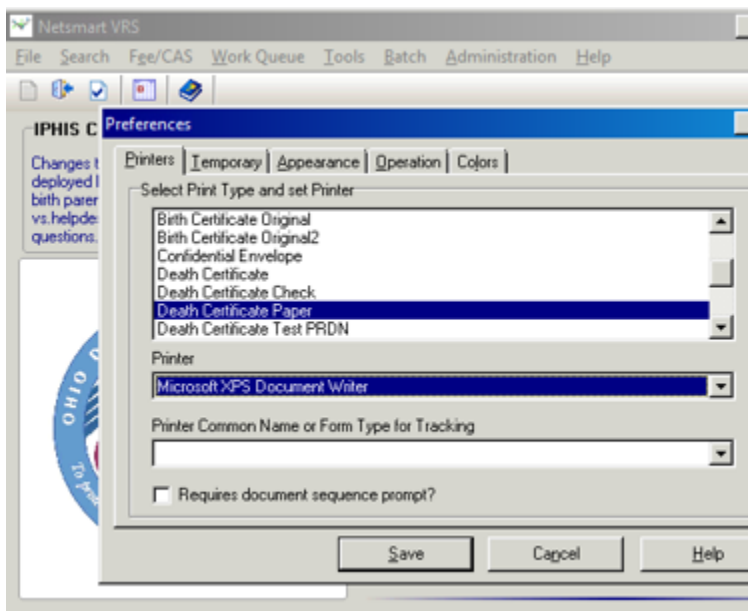 Netsmart VRS
File Search Fee/CAS Work Queue Tools Batch Administration Help
IPHIS C
Changes t
deployed l
birth parer
vs.helpde
questions.
OHIO
To
Preferences
Printers Temporary Appearance Operation Colors
Select Print Type and set Printer
Birth Certificate Original
Birth Certificate Original2
Confidential Envelope
Death Certificate
Death Certificate Check
Death Certificate Paper
Death Certificate Test PRDN
Printer
Microsoft XPS Document Writer
Printer Common Name or Form Type for Tracking
Requires document sequence prompt?
Save Cancel Help